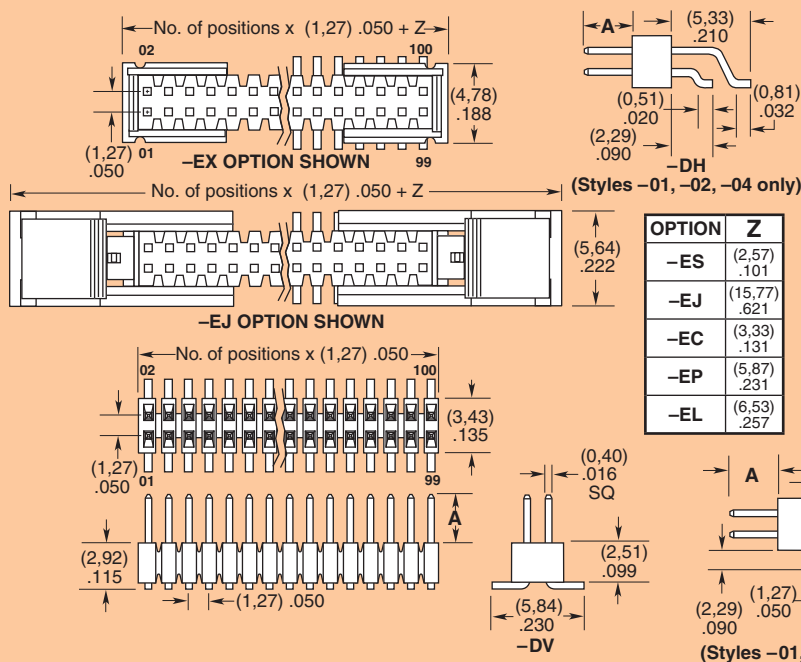 No. of positions x (1,27) .050 + Z
02
100
(4,78)
.188
(1,27)
.050
01
99
–EX OPTION SHOWN
A
(5,33)
.210
(0,51)
.020
(0,81)
.032
(2,29)
.090
–DH
(Styles –01, –02, –04 only)
No. of positions x (1,27) .050 + Z
(5,64)
.222
–EJ OPTION SHOWN
OPTION Z
–ES (2,57) .101
–EJ (15,77) .621
–EC (3,33) .131
–EP (5,87) .231
–EL (6,53) .257
No. of positions x (1,27) .050
02
100
(3,43)
.135
(1,27)
.050
01
99
A
(2,92)
.115
(1,27) .050
(0,40)
.016
SQ
(2,51)
.099
(5,84)
.230
–DV
A
(1,27)
.050
(2,29)
.090
(Styles –01,